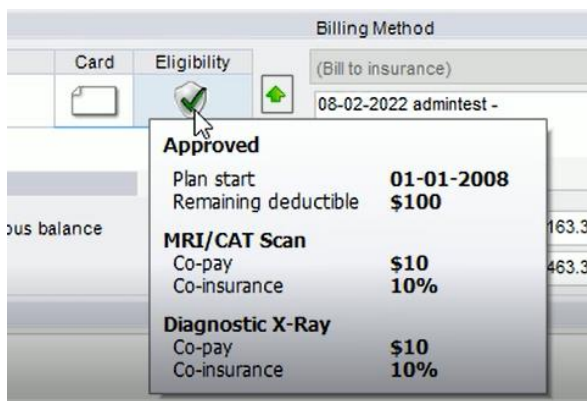 Billing Method
Card Eligibility
(Bill to insurance)
08-02-2022 admintest -
Approved
Plan start 01-01-2008
Remaining deductible $100
balance
163.3
MRI/CAT Scan
Co-pay $10
463.3
Co-insurance 10%
Diagnostic X-Ray
Co-pay $10
Co-insurance 10%